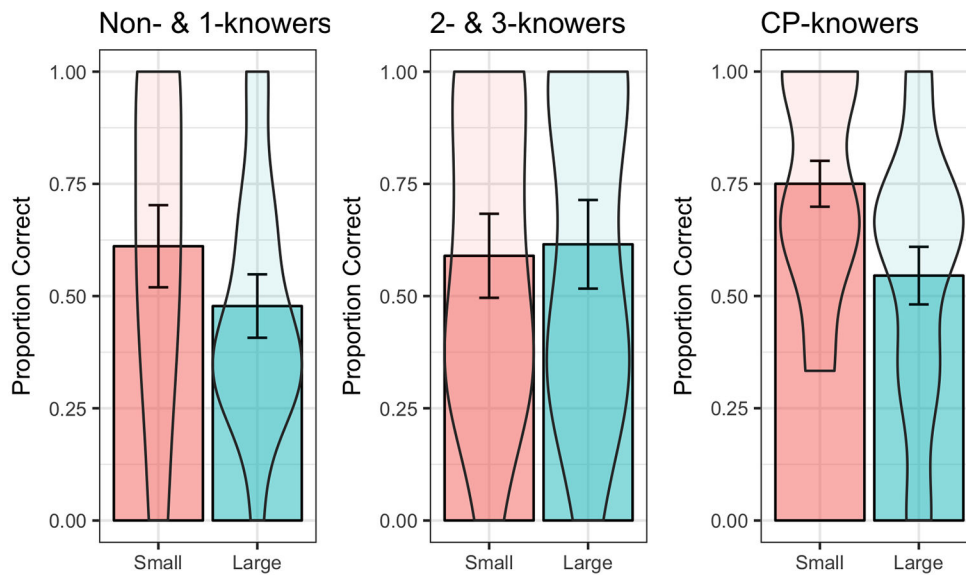 Non- & 1-knowers
Proportion Correct
1.00
0.75
0.50
0.25
0.00
Small Large
2- & 3-knowers
Proportion Correct
1.00
0.75
0.50
0.25
0.00
Small Large
CP-knowers
Proportion Correct
1.00
0.75
0.50
0.25
0.00
Small Large